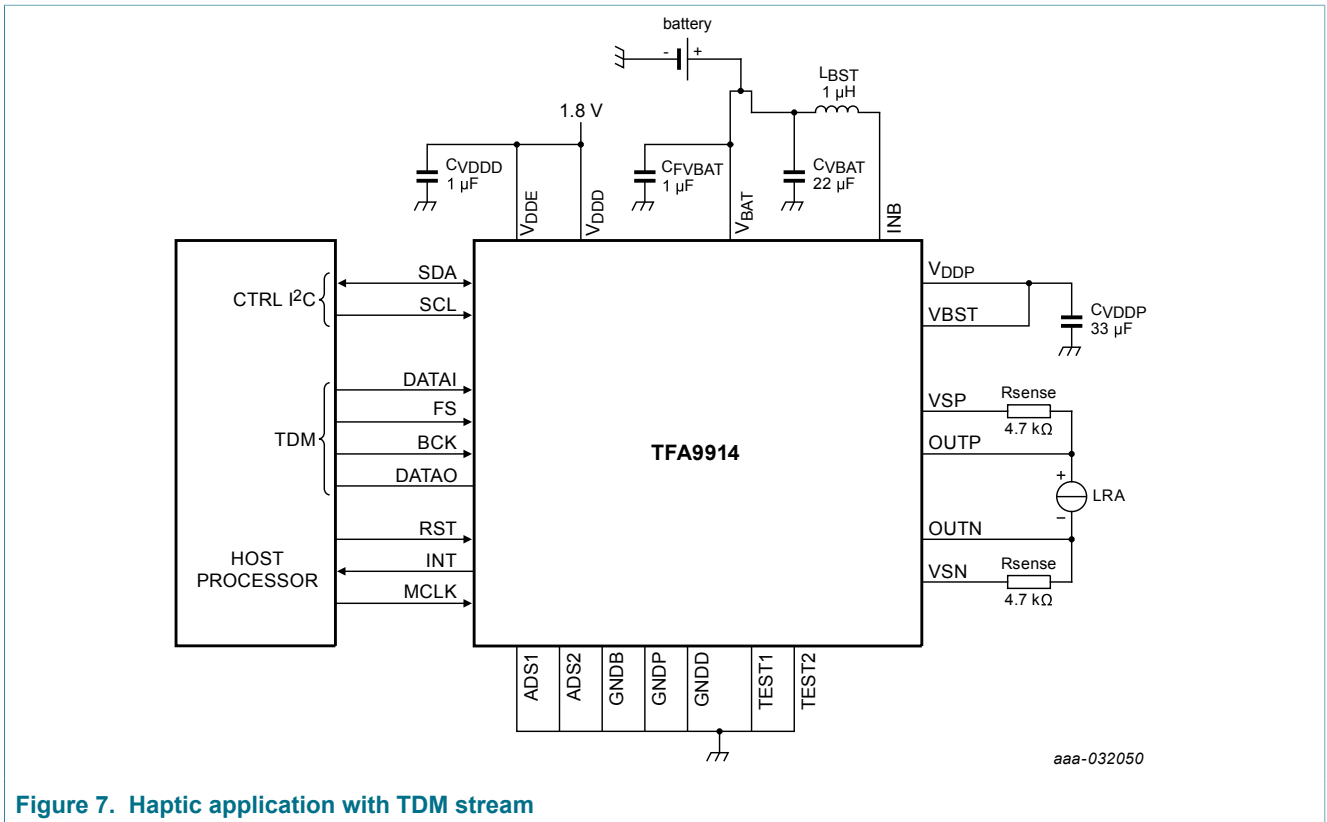 battery
- +
LBST
1 µH
1.8 V
CVDDD
1 µF
CFVBAT
1 µF
CVBAT
22 µF
VDDE
VDDD
VBAT
INB
CTRL I2C
SDA
SCL
VDDP
VBST
CVDDP
33 µF
TDM
DATAI
FS
BCK
DATAO
TFA9914
VSP
Rsense
4.7 kΩ
OUTP
+
LRA
−
OUTN
VSN
Rsense
4.7 kΩ
HOST
PROCESSOR
RST
INT
MCLK
ADS1
ADS2
GNDB
GNDP
GNDD
TEST1
TEST2
aaa-032050
Figure 7. Haptic application with TDM stream